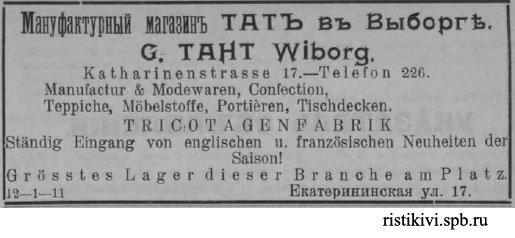 Мануфактурный магазинъ ТАТЪ въ Выборгѣ.
G. TAHT Wiborg.
Katharinenstrasse 17.—Telefon 226.
Manufactur & Modewaren, Confection,
Teppiche, Möbelstoffe, Portièren, Tischdecken.
TRICOTAGENFABRIK
Ständig Eingang von englischen u. französischen Neuheiten der
Saison!
Grösstes Lager dieser Branche am Platz.
12—1—11 Екатерининская ул. 17.
ristikivi.spb.ru